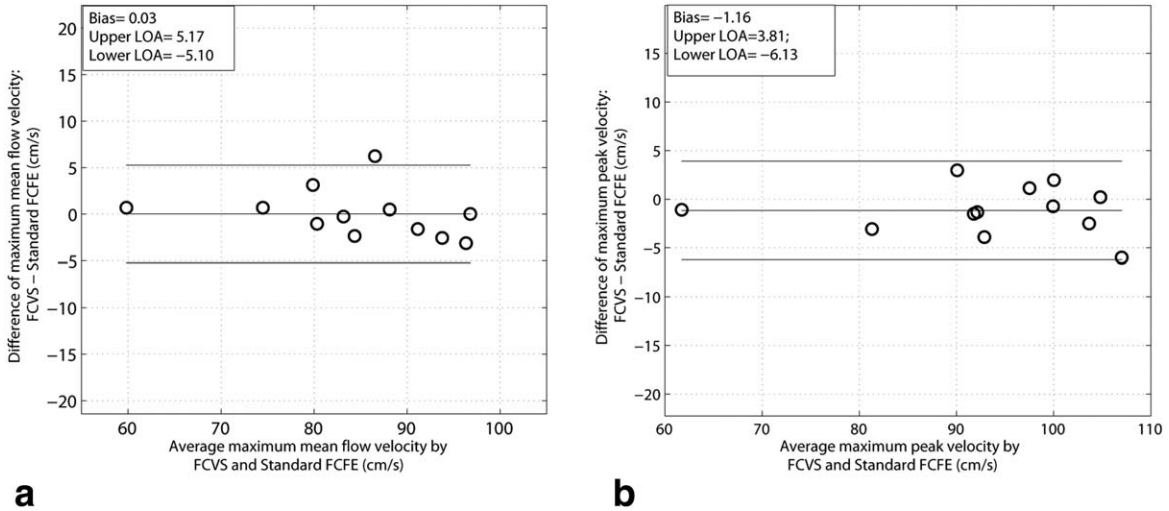 Bias= 0.03
Upper LOA= 5.17
Lower LOA= −5.10
20
15
10
5
0
−5
−10
−15
−20
Difference of maximum mean flow velocity:
FCVS − Standard FCFE (cm/s)
60
70
80
90
100
Average maximum mean flow velocity by
FCVS and Standard FCFE (cm/s)
a
Bias= −1.16
Upper LOA=3.81;
Lower LOA= −6.13
15
10
5
0
−5
−10
−15
−20
Difference of maximum peak velocity:
FCVS − Standard FCFE (cm/s)
70
80
90
100
110
Average maximum peak velocity by
FCVS and Standard FCFE (cm/s)
b